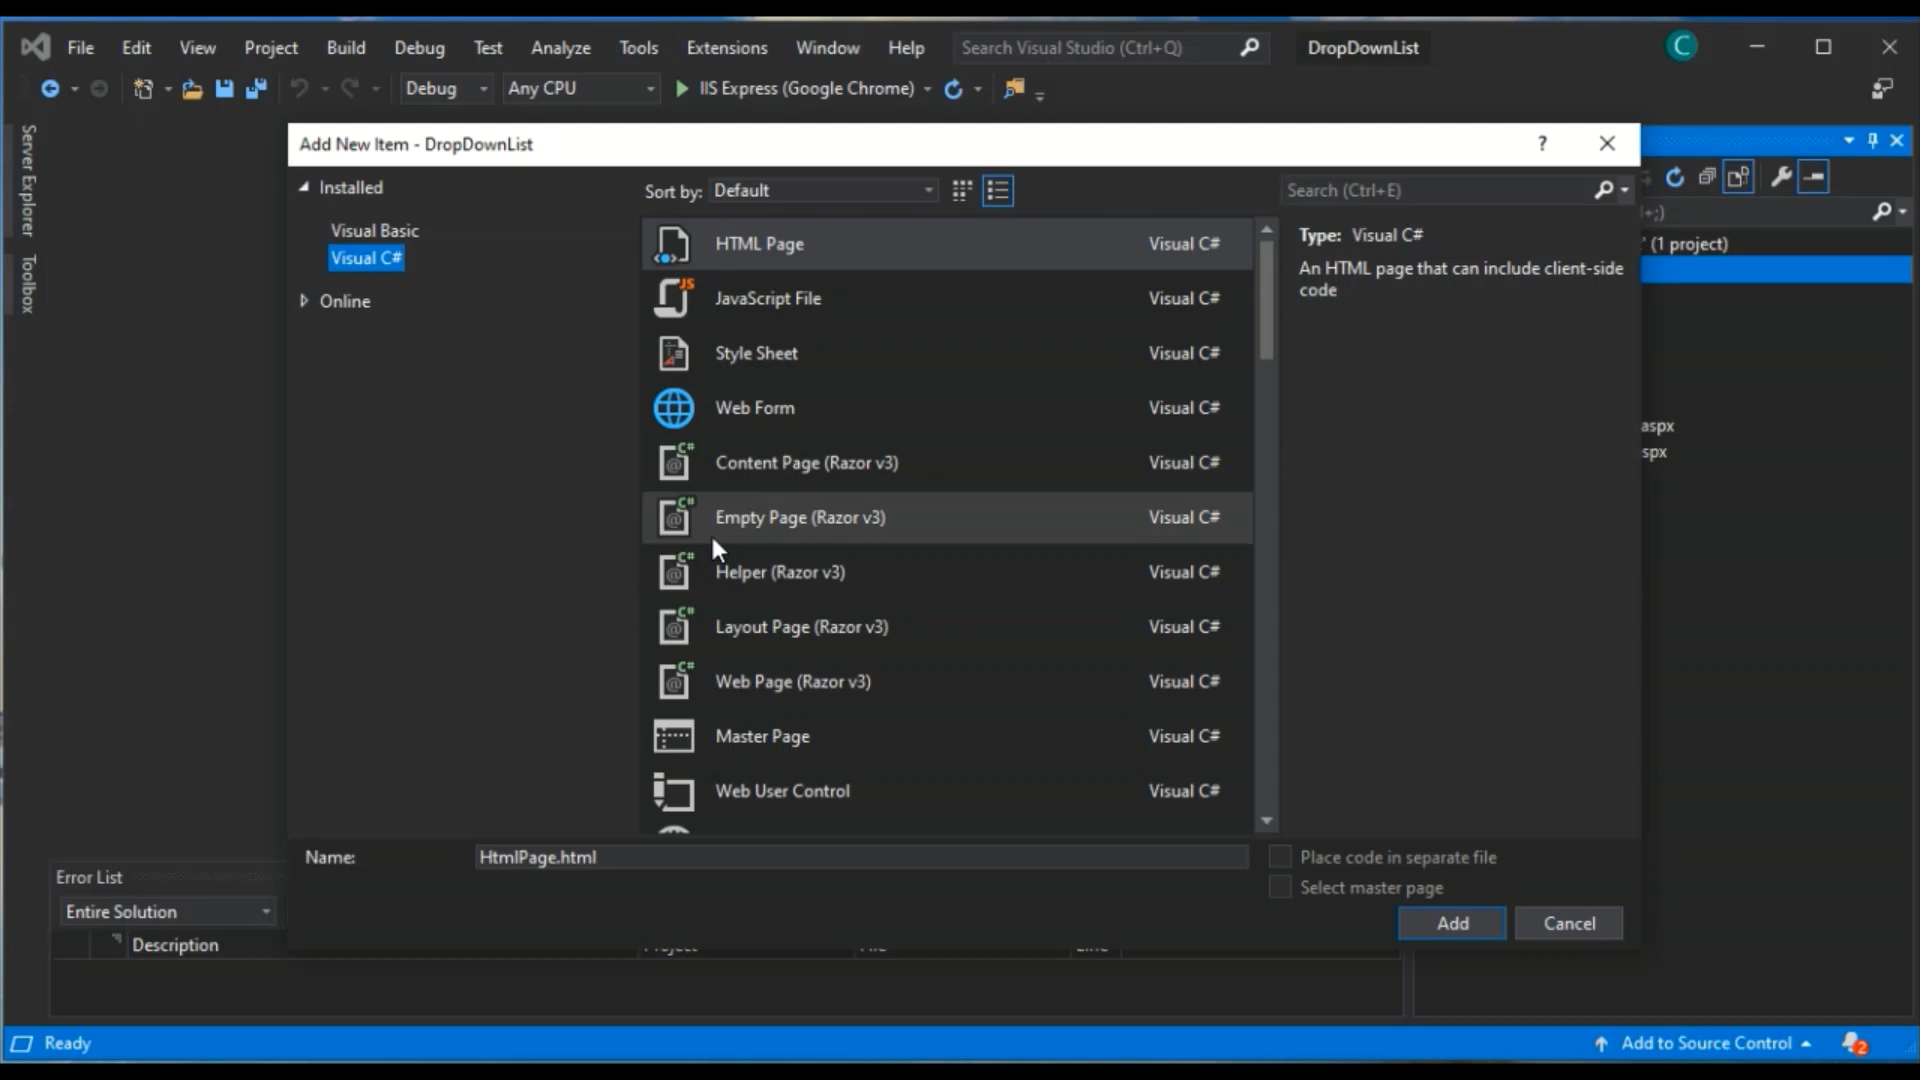 File Edit View Project Build Debug Test Analyze Tools Extensions Window Help Search Visual Studio (Ctrl+Q) DropDownList C
Debug Any CPU IIS Express (Google Chrome)
Server Explorer
Toolbox
Add New Item - DropDownList ?
Installed
Visual Basic
Visual C#
Online
Sort by: Default
Search (Ctrl+E)
HTML Page Visual C#
JavaScript File Visual C#
Style Sheet Visual C#
Web Form Visual C#
Content Page (Razor v3) Visual C#
Empty Page (Razor v3) Visual C#
Helper (Razor v3) Visual C#
Layout Page (Razor v3) Visual C#
Web Page (Razor v3) Visual C#
Master Page Visual C#
Web User Control Visual C#
Type: Visual C#
An HTML page that can include client-side
code
+;)
' (1 project)
aspx
spx
Name: HtmlPage.html
Place code in separate file
Select master page
Add Cancel
Error List
Entire Solution
Description
Ready
Add to Source Control
2